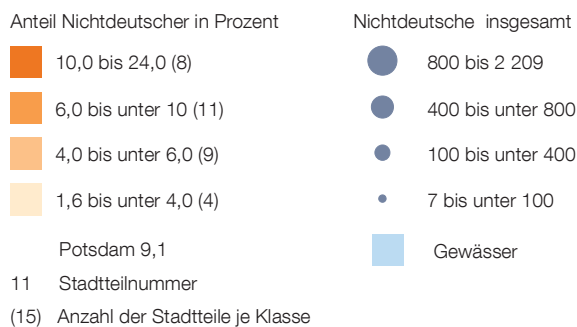 Anteil Nichtdeutscher in Prozent
10,0 bis 24,0 (8)
6,0 bis unter 10 (11)
4,0 bis unter 6,0 (9)
1,6 bis unter 4,0 (4)
Potsdam 9,1
11 Stadtteilnummer
(15) Anzahl der Stadtteile je Klasse
Nichtdeutsche insgesamt
800 bis 2 209
400 bis unter 800
100 bis unter 400
7 bis unter 100
Gewässer